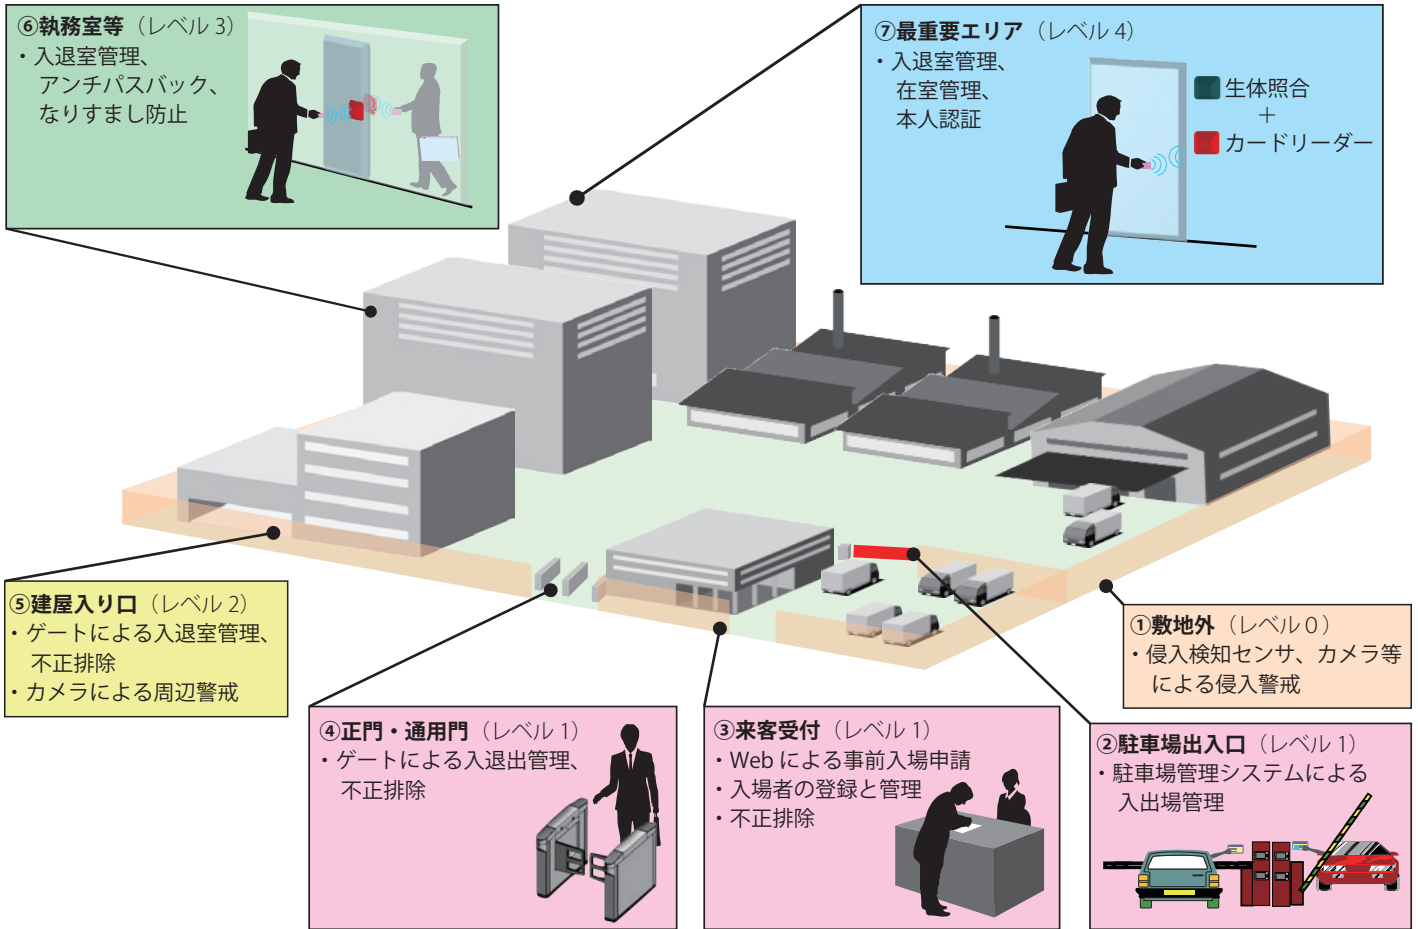 ⑥執務室等（レベル 3）
・入退室管理、
アンチパスバック、
なりすまし防止
⑦最重要エリア（レベル 4）
・入退室管理、
在室管理、
本人認証
生体照合
＋
カードリーダー
⑤建屋入り口（レベル 2）
・ゲートによる入退室管理、
不正排除
・カメラによる周辺警戒
④正門・通用門（レベル 1）
・ゲートによる入退出管理、
不正排除
③来客受付（レベル 1）
・Web による事前入場申請
・入場者の登録と管理
・不正排除
①敷地外（レベル 0）
・侵入検知センサ、カメラ等
による侵入警戒
②駐車場出入口（レベル 1）
・駐車場管理システムによる
入出場管理